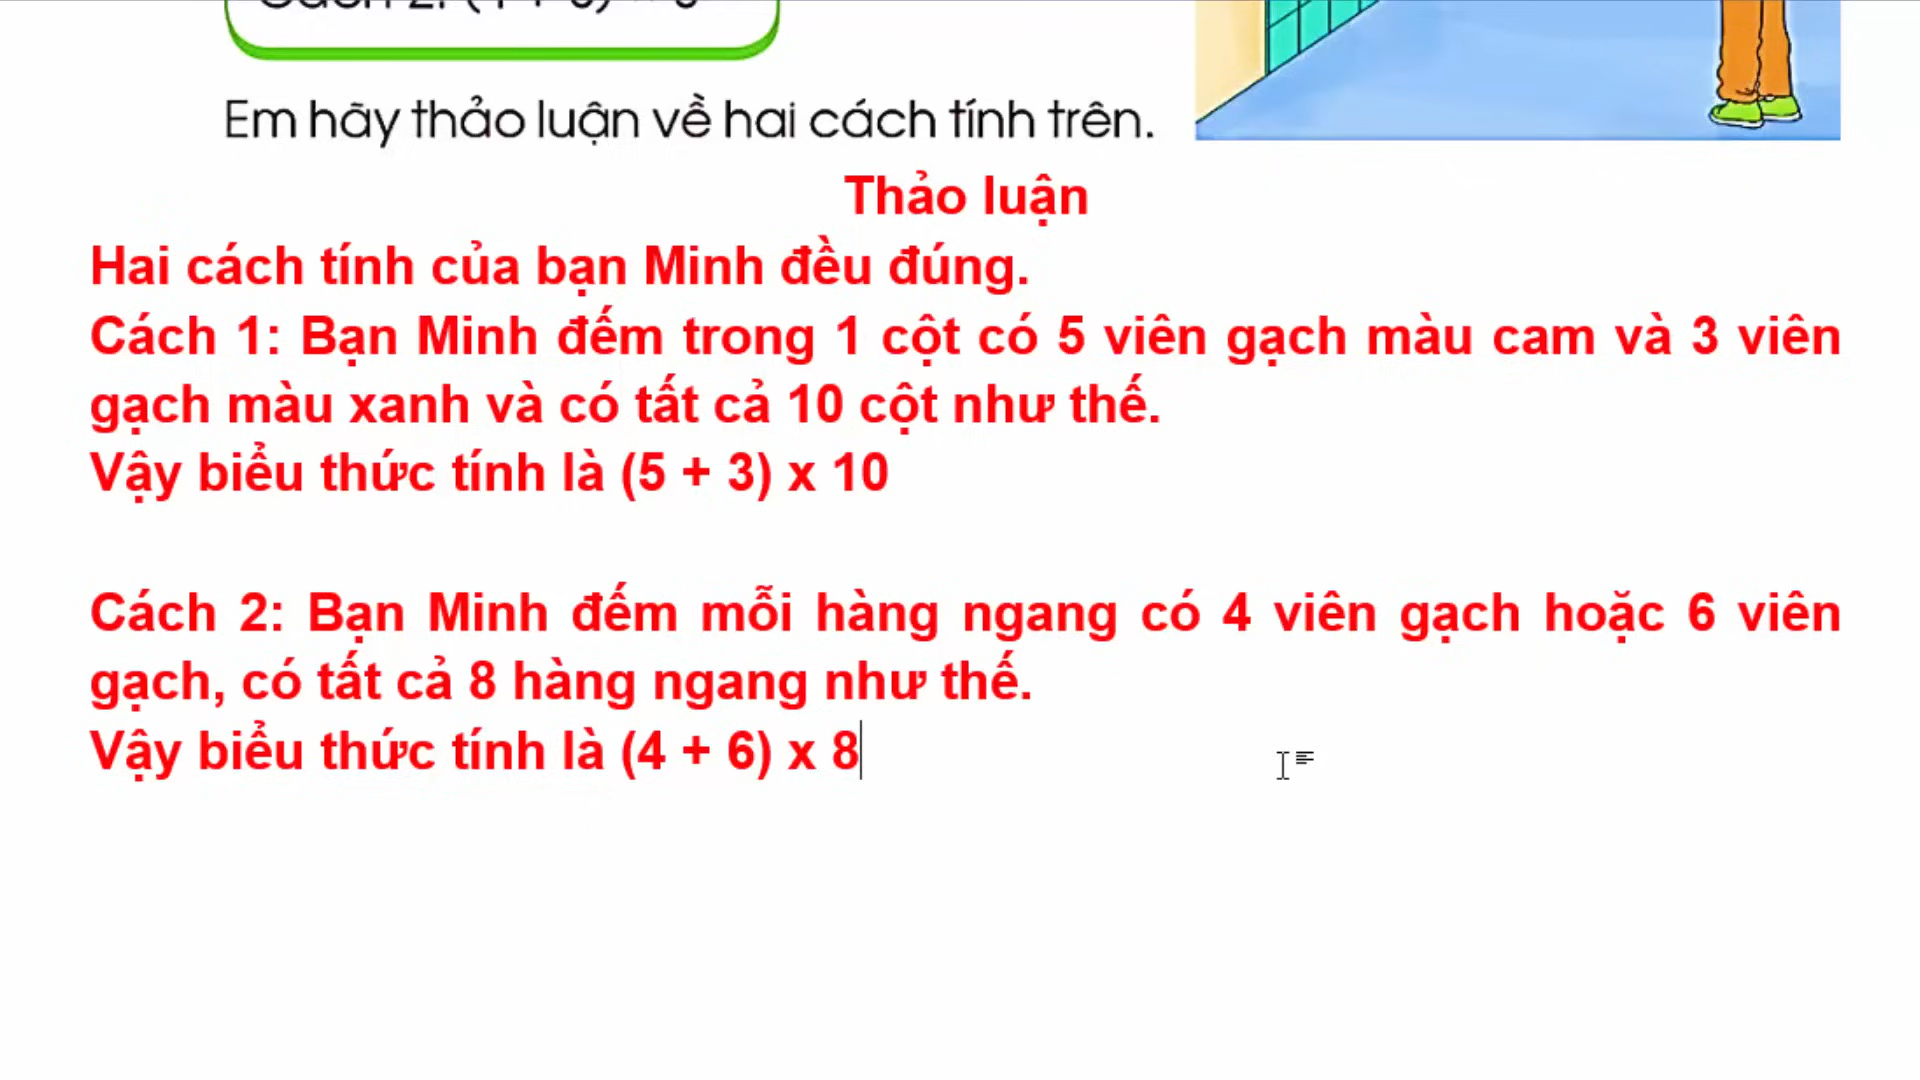 Em hãy thảo luận về hai cách tính trên.
Thảo luận
Hai cách tính của bạn Minh đều đúng.
Cách 1: Bạn Minh đếm trong 1 cột có 5 viên gạch màu cam và 3 viên
gạch màu xanh và có tất cả 10 cột như thế.
Vậy biểu thức tính là (5 + 3) x 10
Cách 2: Bạn Minh đếm mỗi hàng ngang có 4 viên gạch hoặc 6 viên
gạch, có tất cả 8 hàng ngang như thế.
Vậy biểu thức tính là (4 + 6) x 8